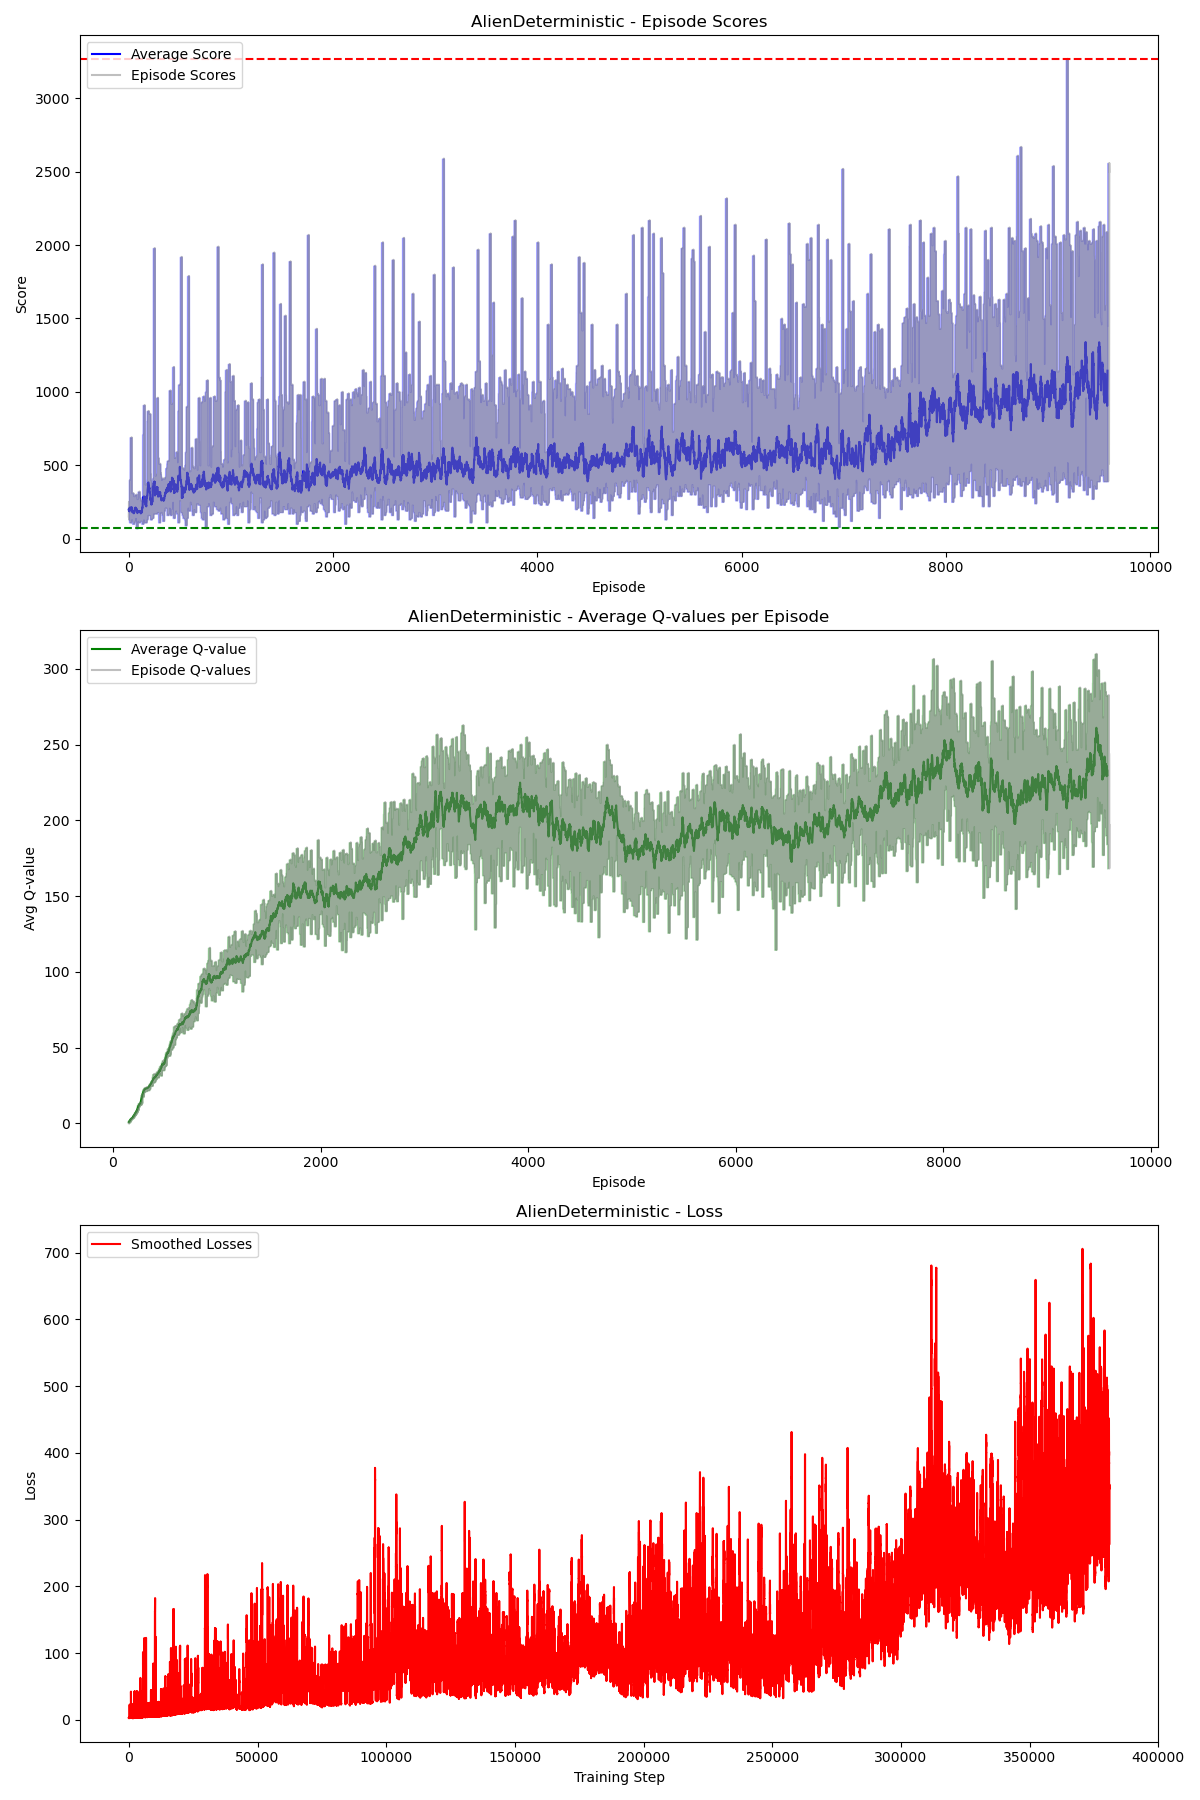 AlienDeterministic - Episode Scores
Average Score
Episode Scores
3000
2500
2000
1500
1000
500
0
Score
0 2000 4000 6000 8000 10000
Episode
AlienDeterministic - Average Q-values per Episode
Average Q-value
Episode Q-values
300
250
200
150
100
50
0
Avg Q-value
0 2000 4000 6000 8000 10000
Episode
AlienDeterministic - Loss
Smoothed Losses
700
600
500
400
300
200
100
0
Loss
0 50000 100000 150000 200000 250000 300000 350000 400000
Training Step